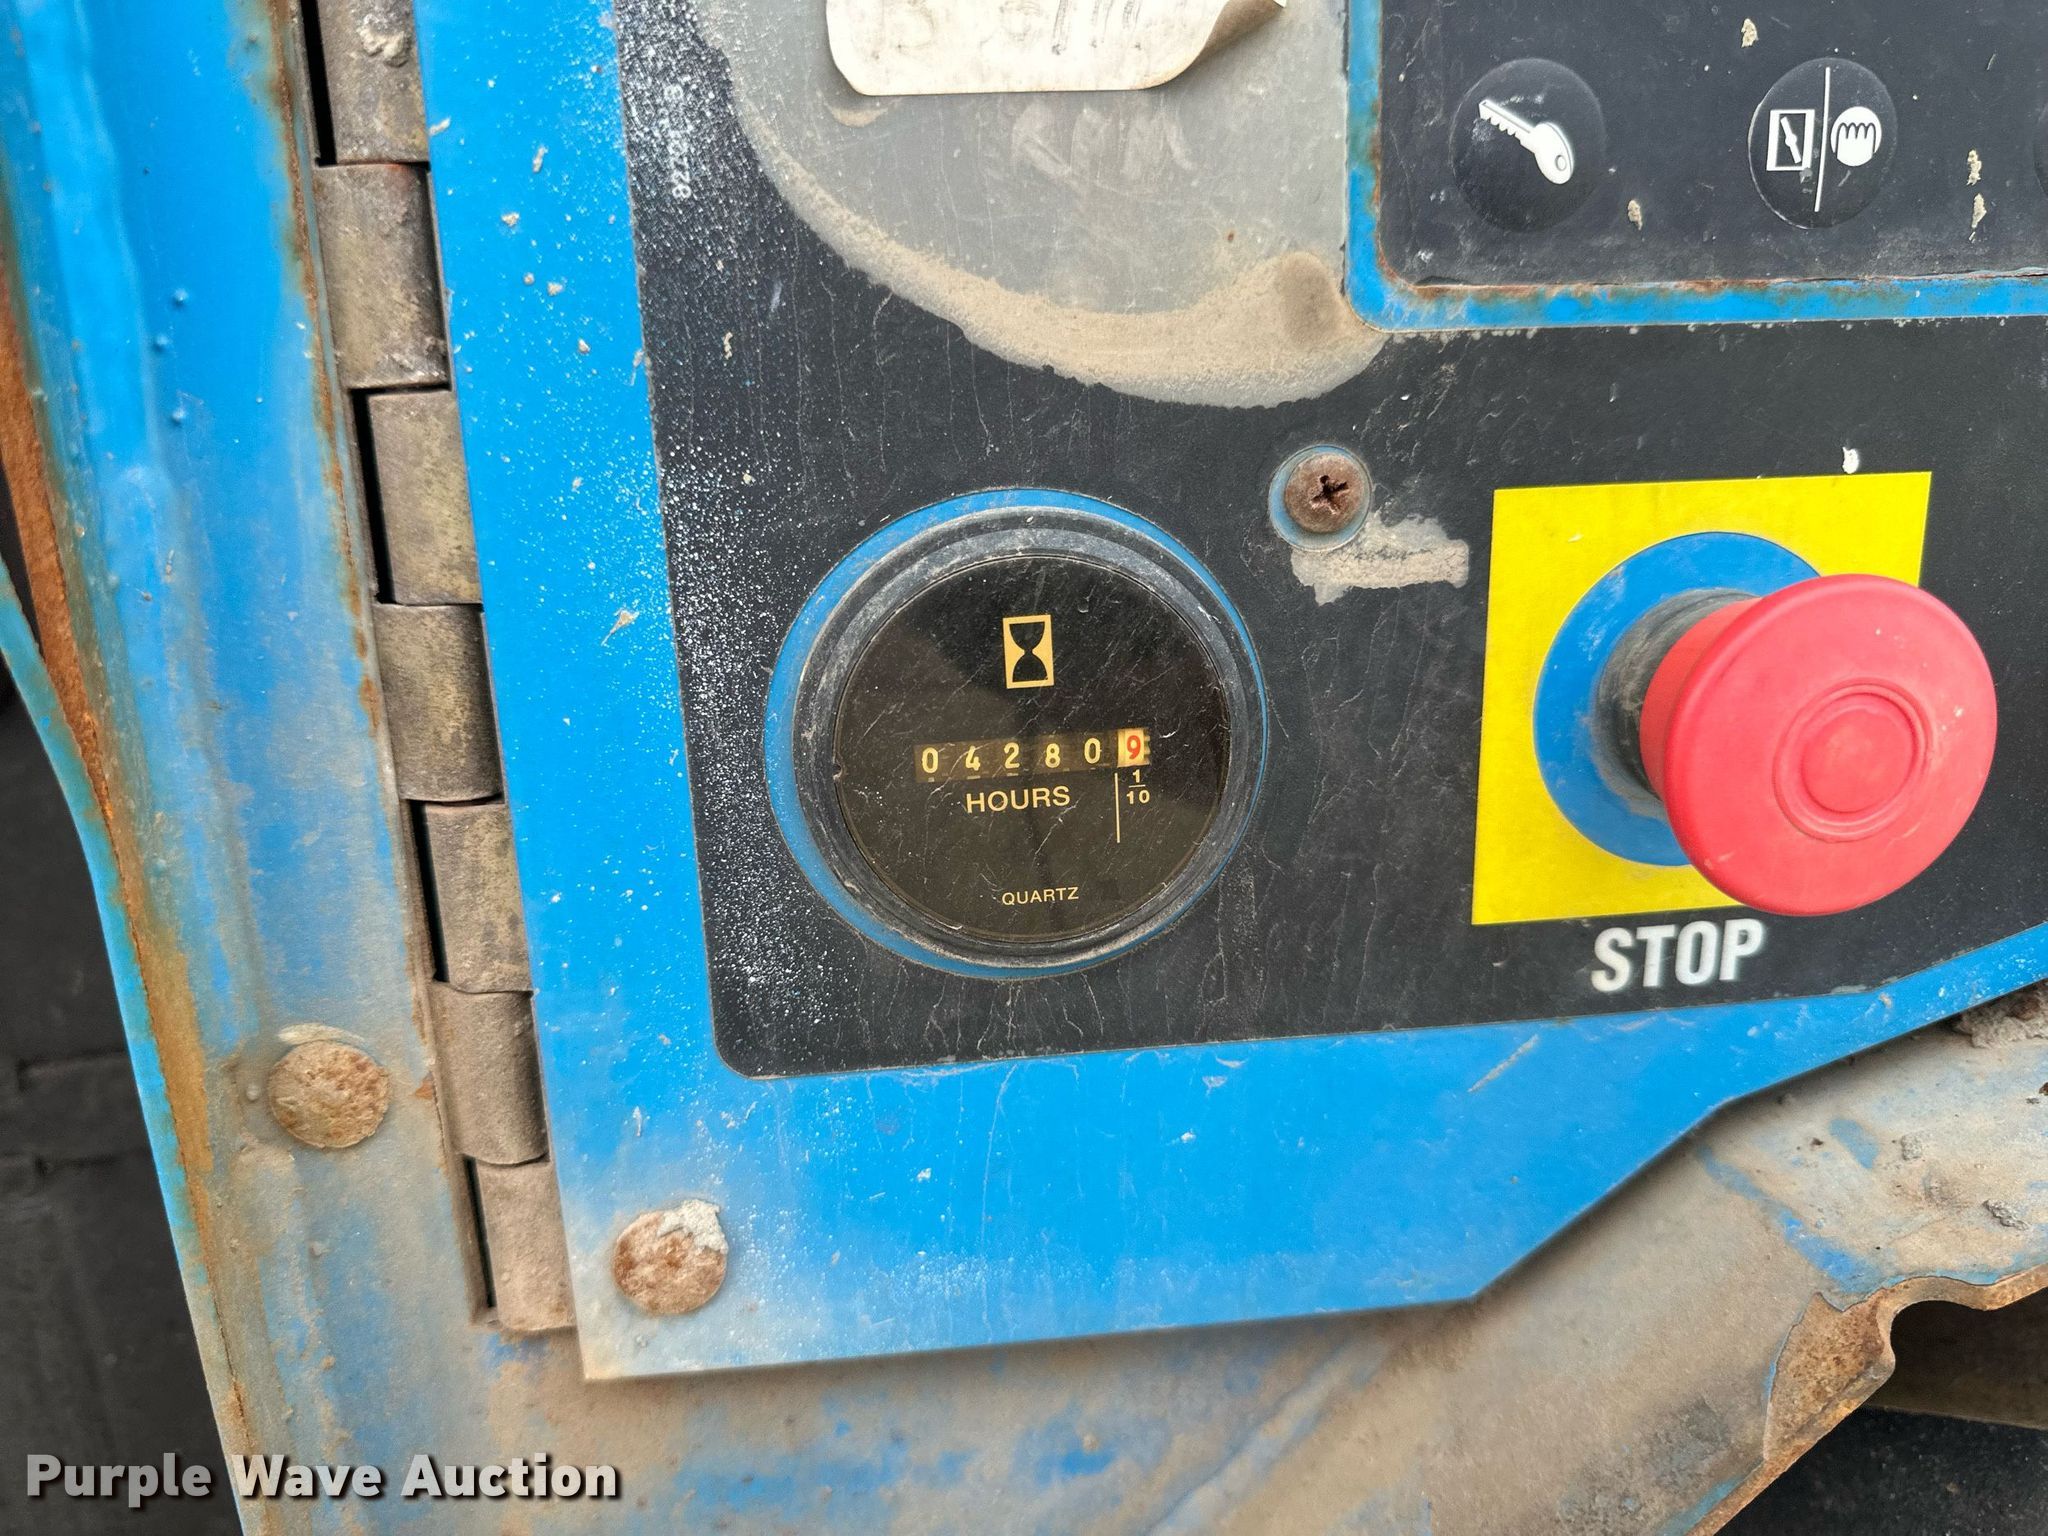 042809
HOURS
1
10
QUARTZ
STOP
Purple Wave Auction